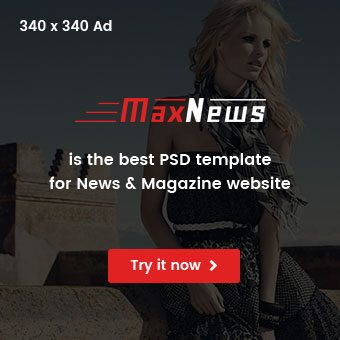 340 x 340 Ad
MaxNews
is the best PSD template
for News & Magazine website
Try it now